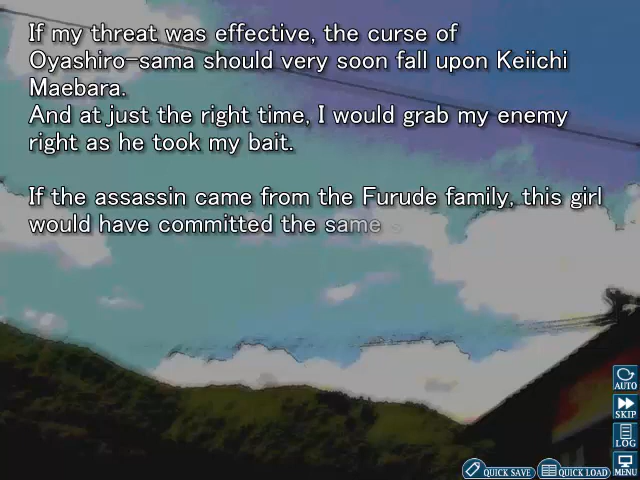 If my threat was effective, the curse of
Oyashiro-sama should very soon fall upon Keiichi
Maebara.
And at just the right time, I would grab my enemy
right as he took my bait.
If the assassin came from the Furude family, this girl
would have committed the same
AUTO
SKIP
LOG
MENU
QUICK SAVE
QUICK LOAD